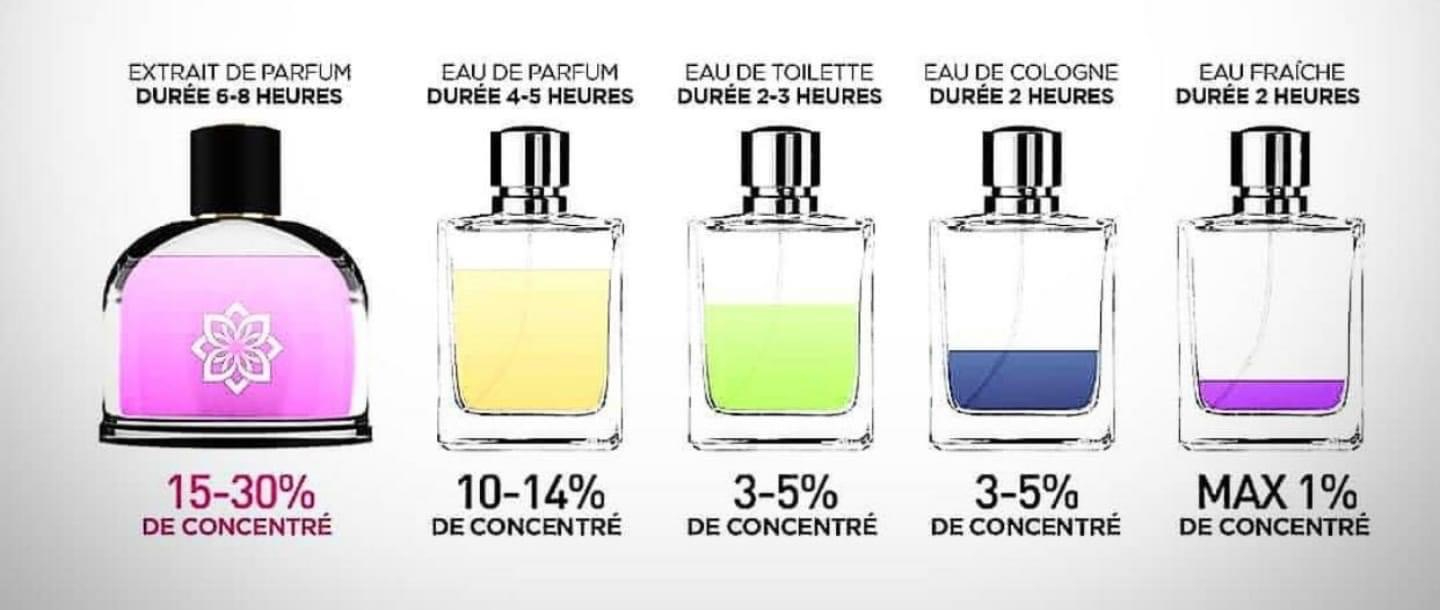 EXTRAIT DE PARFUM
DURÉE 6-8 HEURES
EAU DE PARFUM
DURÉE 4-5 HEURES
EAU DE TOILETTE
DURÉE 2-3 HEURES
EAU DE COLOGNE
DURÉE 2 HEURES
EAU FRAÍCHE
DURÉE 2 HEURES
15-30%
DE CONCENTRÉ
10-14%
DE CONCENTRÉ
3-5%
DE CONCENTRÉ
3-5%
DE CONCENTRÉ
MAX 1%
DE CONCENTRÉ